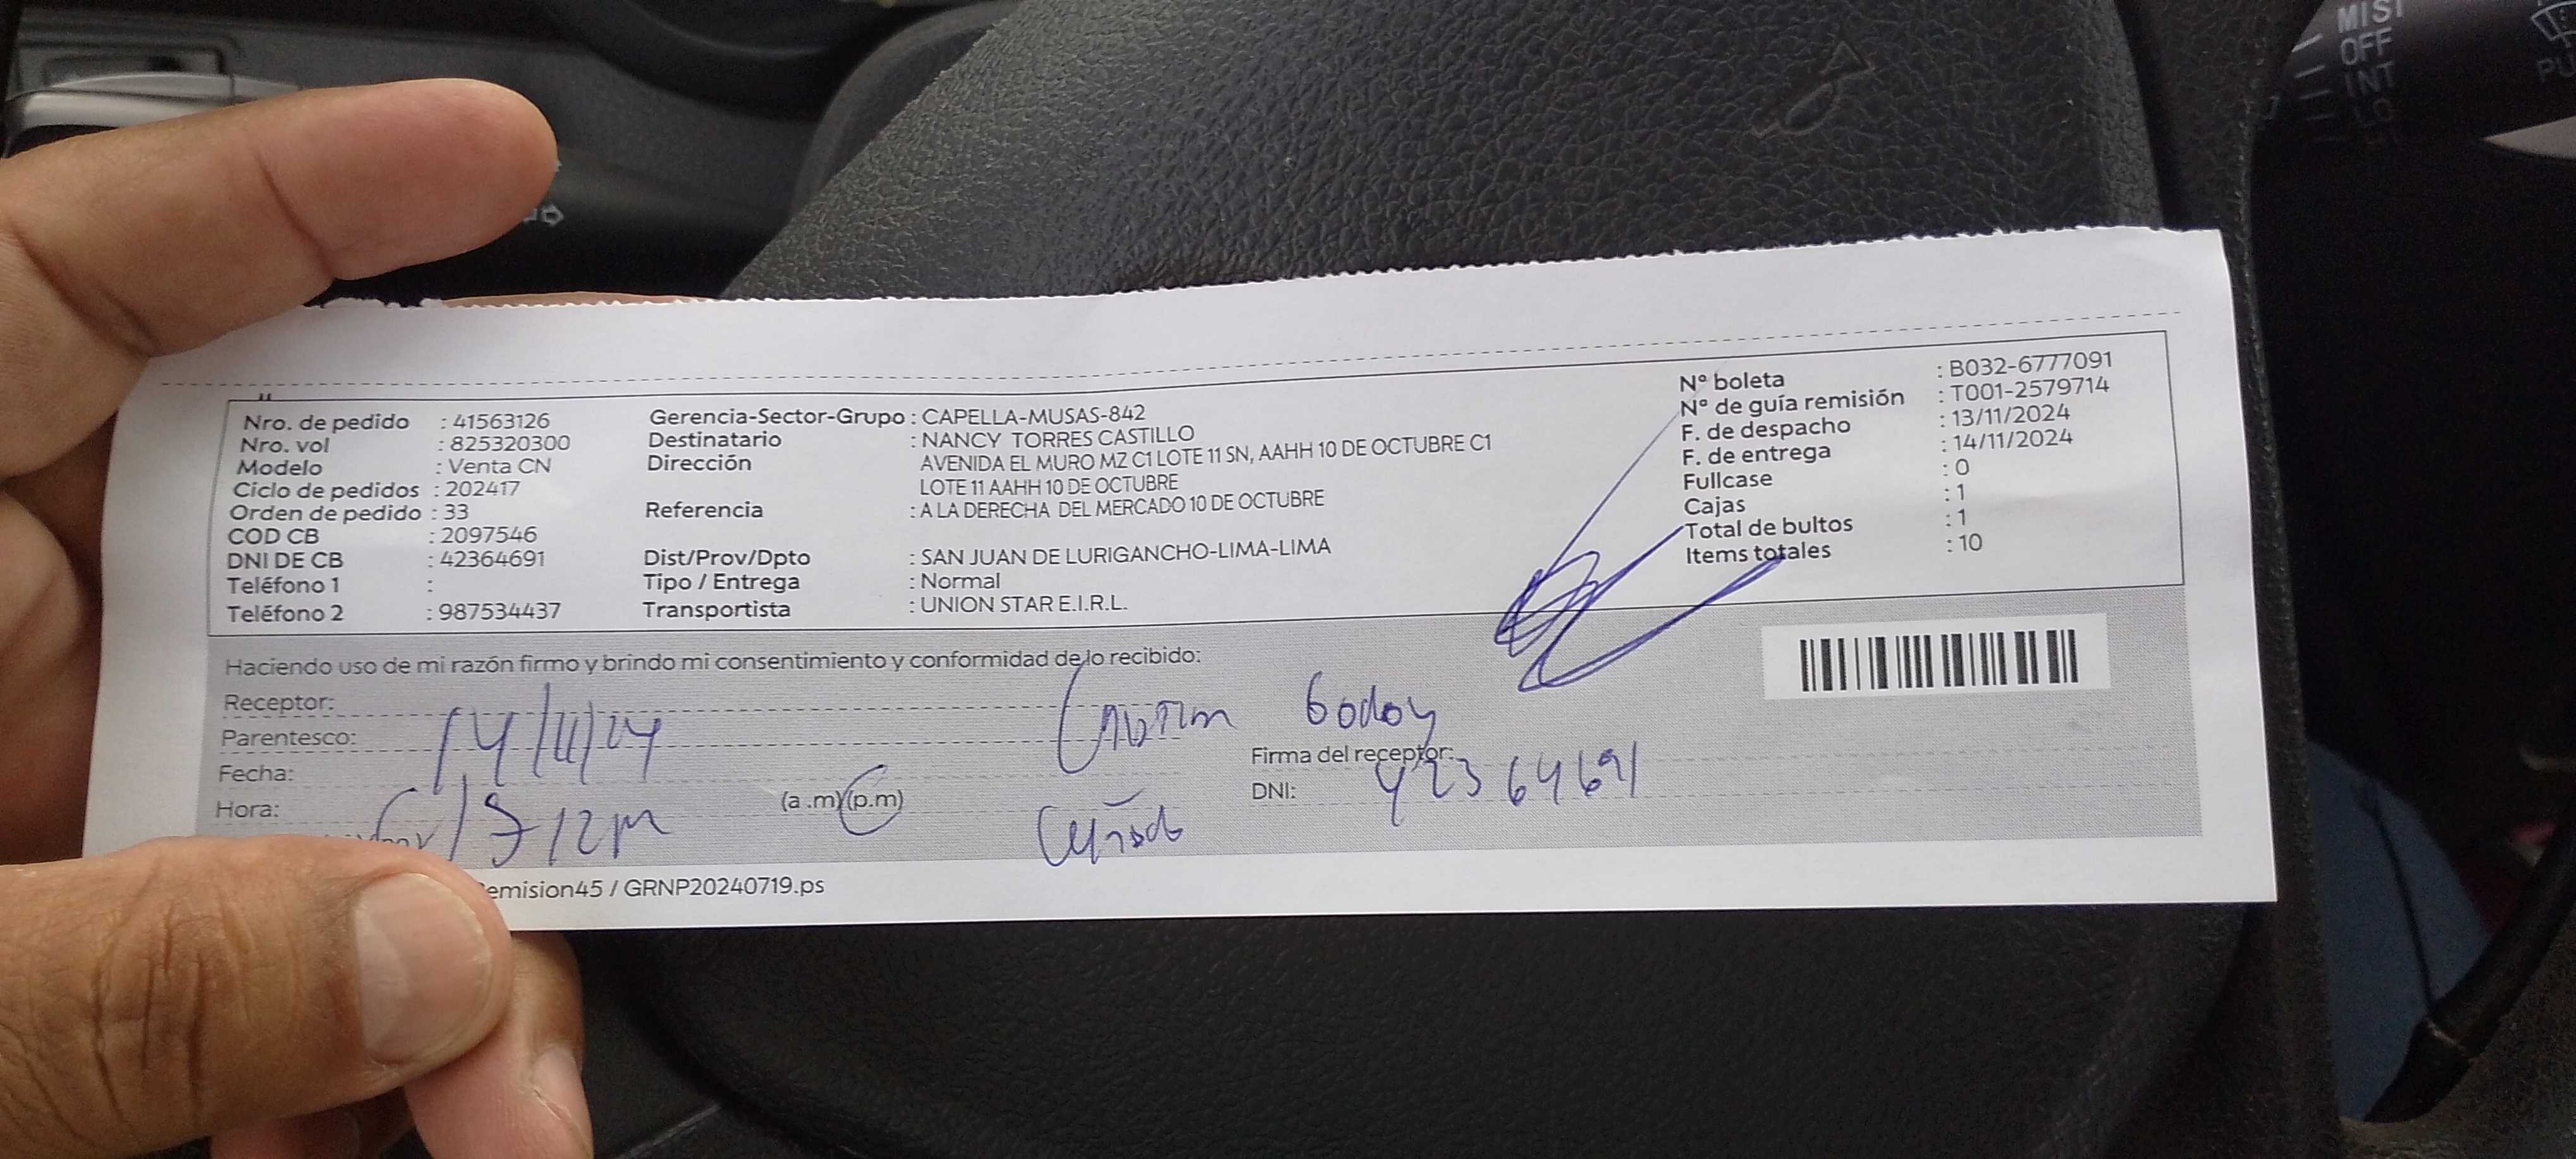 MIST
OFF
INT
LO
Nro. de pedido : 41563126
Nro. vol : 825320300
Modelo : Venta CN
Ciclo de pedidos : 202417
Orden de pedido : 33
COD CB : 2097546
DNI DE CB : 42364691
Teléfono 1 :
Teléfono 2 : 987534437
Gerencia-Sector-Grupo : CAPELLA-MUSAS-842
Destinatario : NANCY TORRES CASTILLO
Dirección AVENIDA EL MURO MZ C1 LOTE 11 SN, AAHH 10 DE OCTUBRE C1
LOTE 11 AAHH 10 DE OCTUBRE
Referencia : A LA DERECHA DEL MERCADO 10 DE OCTUBRE
Dist/Prov/Dpto : SAN JUAN DE LURIGANCHO-LIMA-LIMA
Tipo / Entrega : Normal
Transportista : UNION STAR E.I.R.L.
Nº boleta : B032-6777091
Nº de guía remisión : T001-2579714
F. de despacho : 13/11/2024
F. de entrega : 14/11/2024
Fullcase : 0
Cajas : 1
Total de bultos : 1
Items totales : 10
Haciendo uso de mi razón firmo y brindo mi consentimiento y conformidad de lo recibido:
Receptor:
Parentesco: 14/11/24
Godoy
Fecha:
Firma del receptor:
Hora: (a .m) (p.m)
DNI: 42364691
emision45 / GRNP20240719.ps